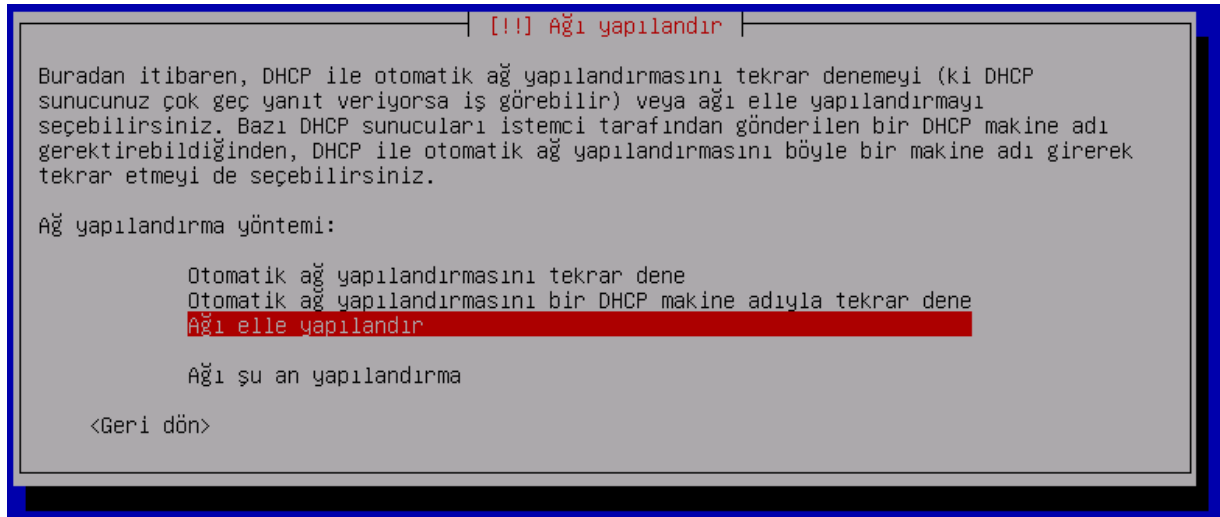 [!!] Ağı yapılandır
Buradan itibaren, DHCP ile otomatik ağ yapılandırmasını tekrar denemeyi (ki DHCP
sunucunuz çok geç yanıt veriyorsa iş görebilir) veya ağı elle yapılandırmayı
seçebilirsiniz. Bazı DHCP sunucuları istemci tarafından gönderilen bir DHCP makine adı
gerektirebildiğinden, DHCP ile otomatik ağ yapılandırmasını böyle bir makine adı girerek
tekrar etmeyi de seçebilirsiniz.
Ağ yapılandırma yöntemi:
Otomatik ağ yapılandırmasını tekrar dene
Otomatik ağ yapılandırmasını bir DHCP makine adıyla tekrar dene
Ağı elle yapılandır
Ağı şu an yapılandırma
<Geri dön>